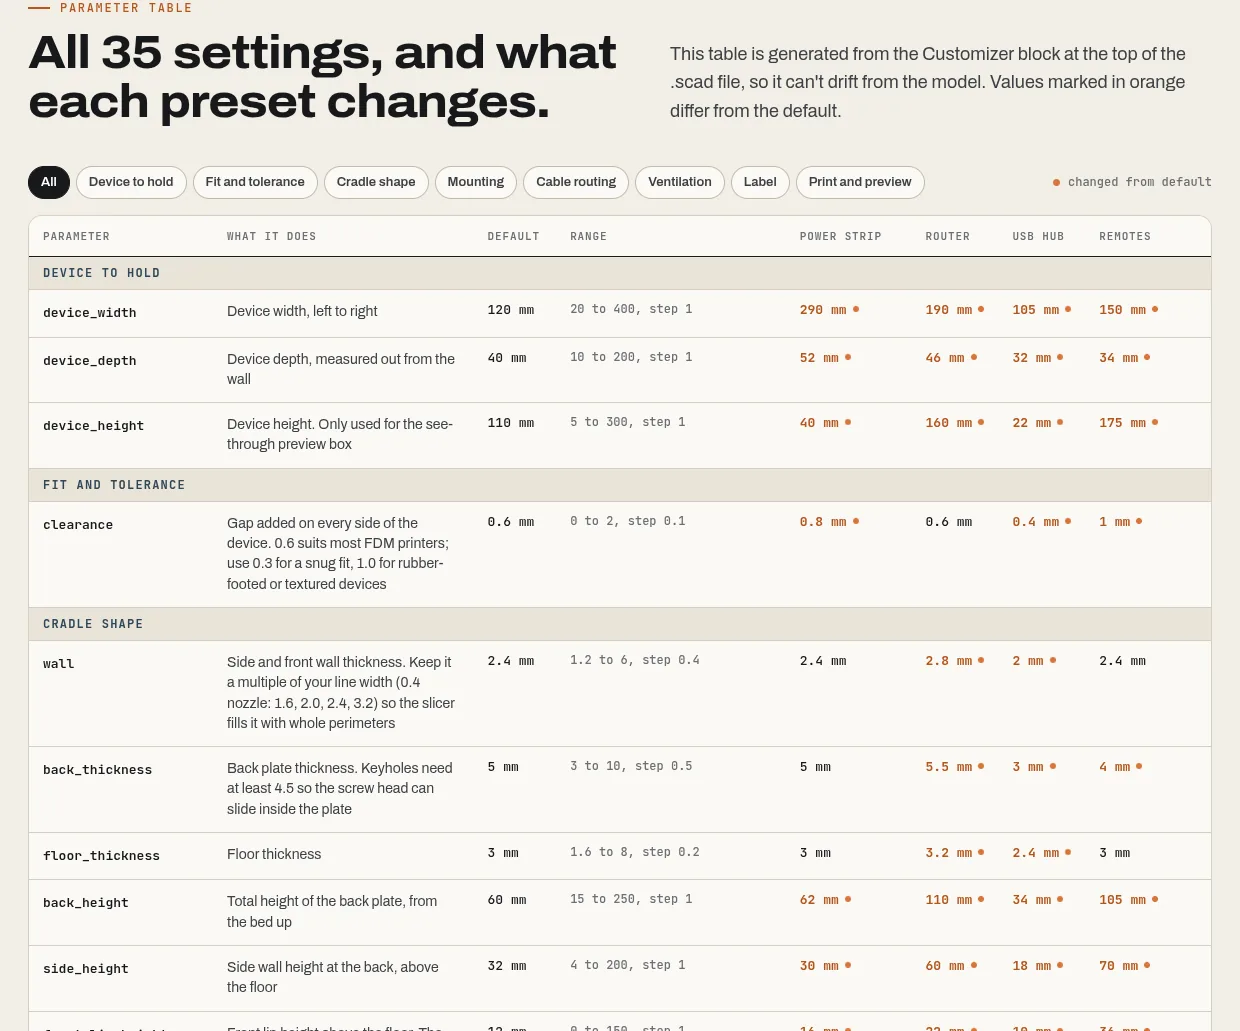 PARAMETER TABLE
All 35 settings, and what
each preset changes.
This table is generated from the Customizer block at the top of the
.scad file, so it can't drift from the model. Values marked in orange
differ from the default.
All Device to hold Fit and tolerance Cradle shape Mounting Cable routing Ventilation Label Print and preview changed from default
PARAMETER WHAT IT DOES DEFAULT RANGE POWER STRIP ROUTER USB HUB REMOTES
DEVICE TO HOLD
device_width Device width, left to right 120 mm 20 to 400, step 1 290 mm 190 mm 105 mm 150 mm
device_depth Device depth, measured out from the 40 mm 10 to 200, step 1 52 mm 46 mm 32 mm 34 mm
wall
device_height Device height. Only used for the see- 110 mm 5 to 300, step 1 40 mm 160 mm 22 mm 175 mm
through preview box
FIT AND TOLERANCE
clearance Gap added on every side of the 0.6 mm 0 to 2, step 0.1 0.8 mm 0.6 mm 0.4 mm 1 mm
device. 0.6 suits most FDM printers;
use 0.3 for a snug fit, 1.0 for rubber-
footed or textured devices
CRADLE SHAPE
wall Side and front wall thickness. Keep it 2.4 mm 1.2 to 6, step 0.4 2.4 mm 2.8 mm 2 mm 2.4 mm
a multiple of your line width (0.4
nozzle: 1.6, 2.0, 2.4, 3.2) so the slicer
fills it with whole perimeters
back_thickness Back plate thickness. Keyholes need 5 mm 3 to 10, step 0.5 5 mm 5.5 mm 3 mm 4 mm
at least 4.5 so the screw head can
slide inside the plate
floor_thickness Floor thickness 3 mm 1.6 to 8, step 0.2 3 mm 3.2 mm 2.4 mm 3 mm
back_height Total height of the back plate, from 60 mm 15 to 250, step 1 62 mm 110 mm 34 mm 105 mm
the bed up
side_height Side wall height at the back, above 32 mm 4 to 200, step 1 30 mm 60 mm 18 mm 70 mm
the floor